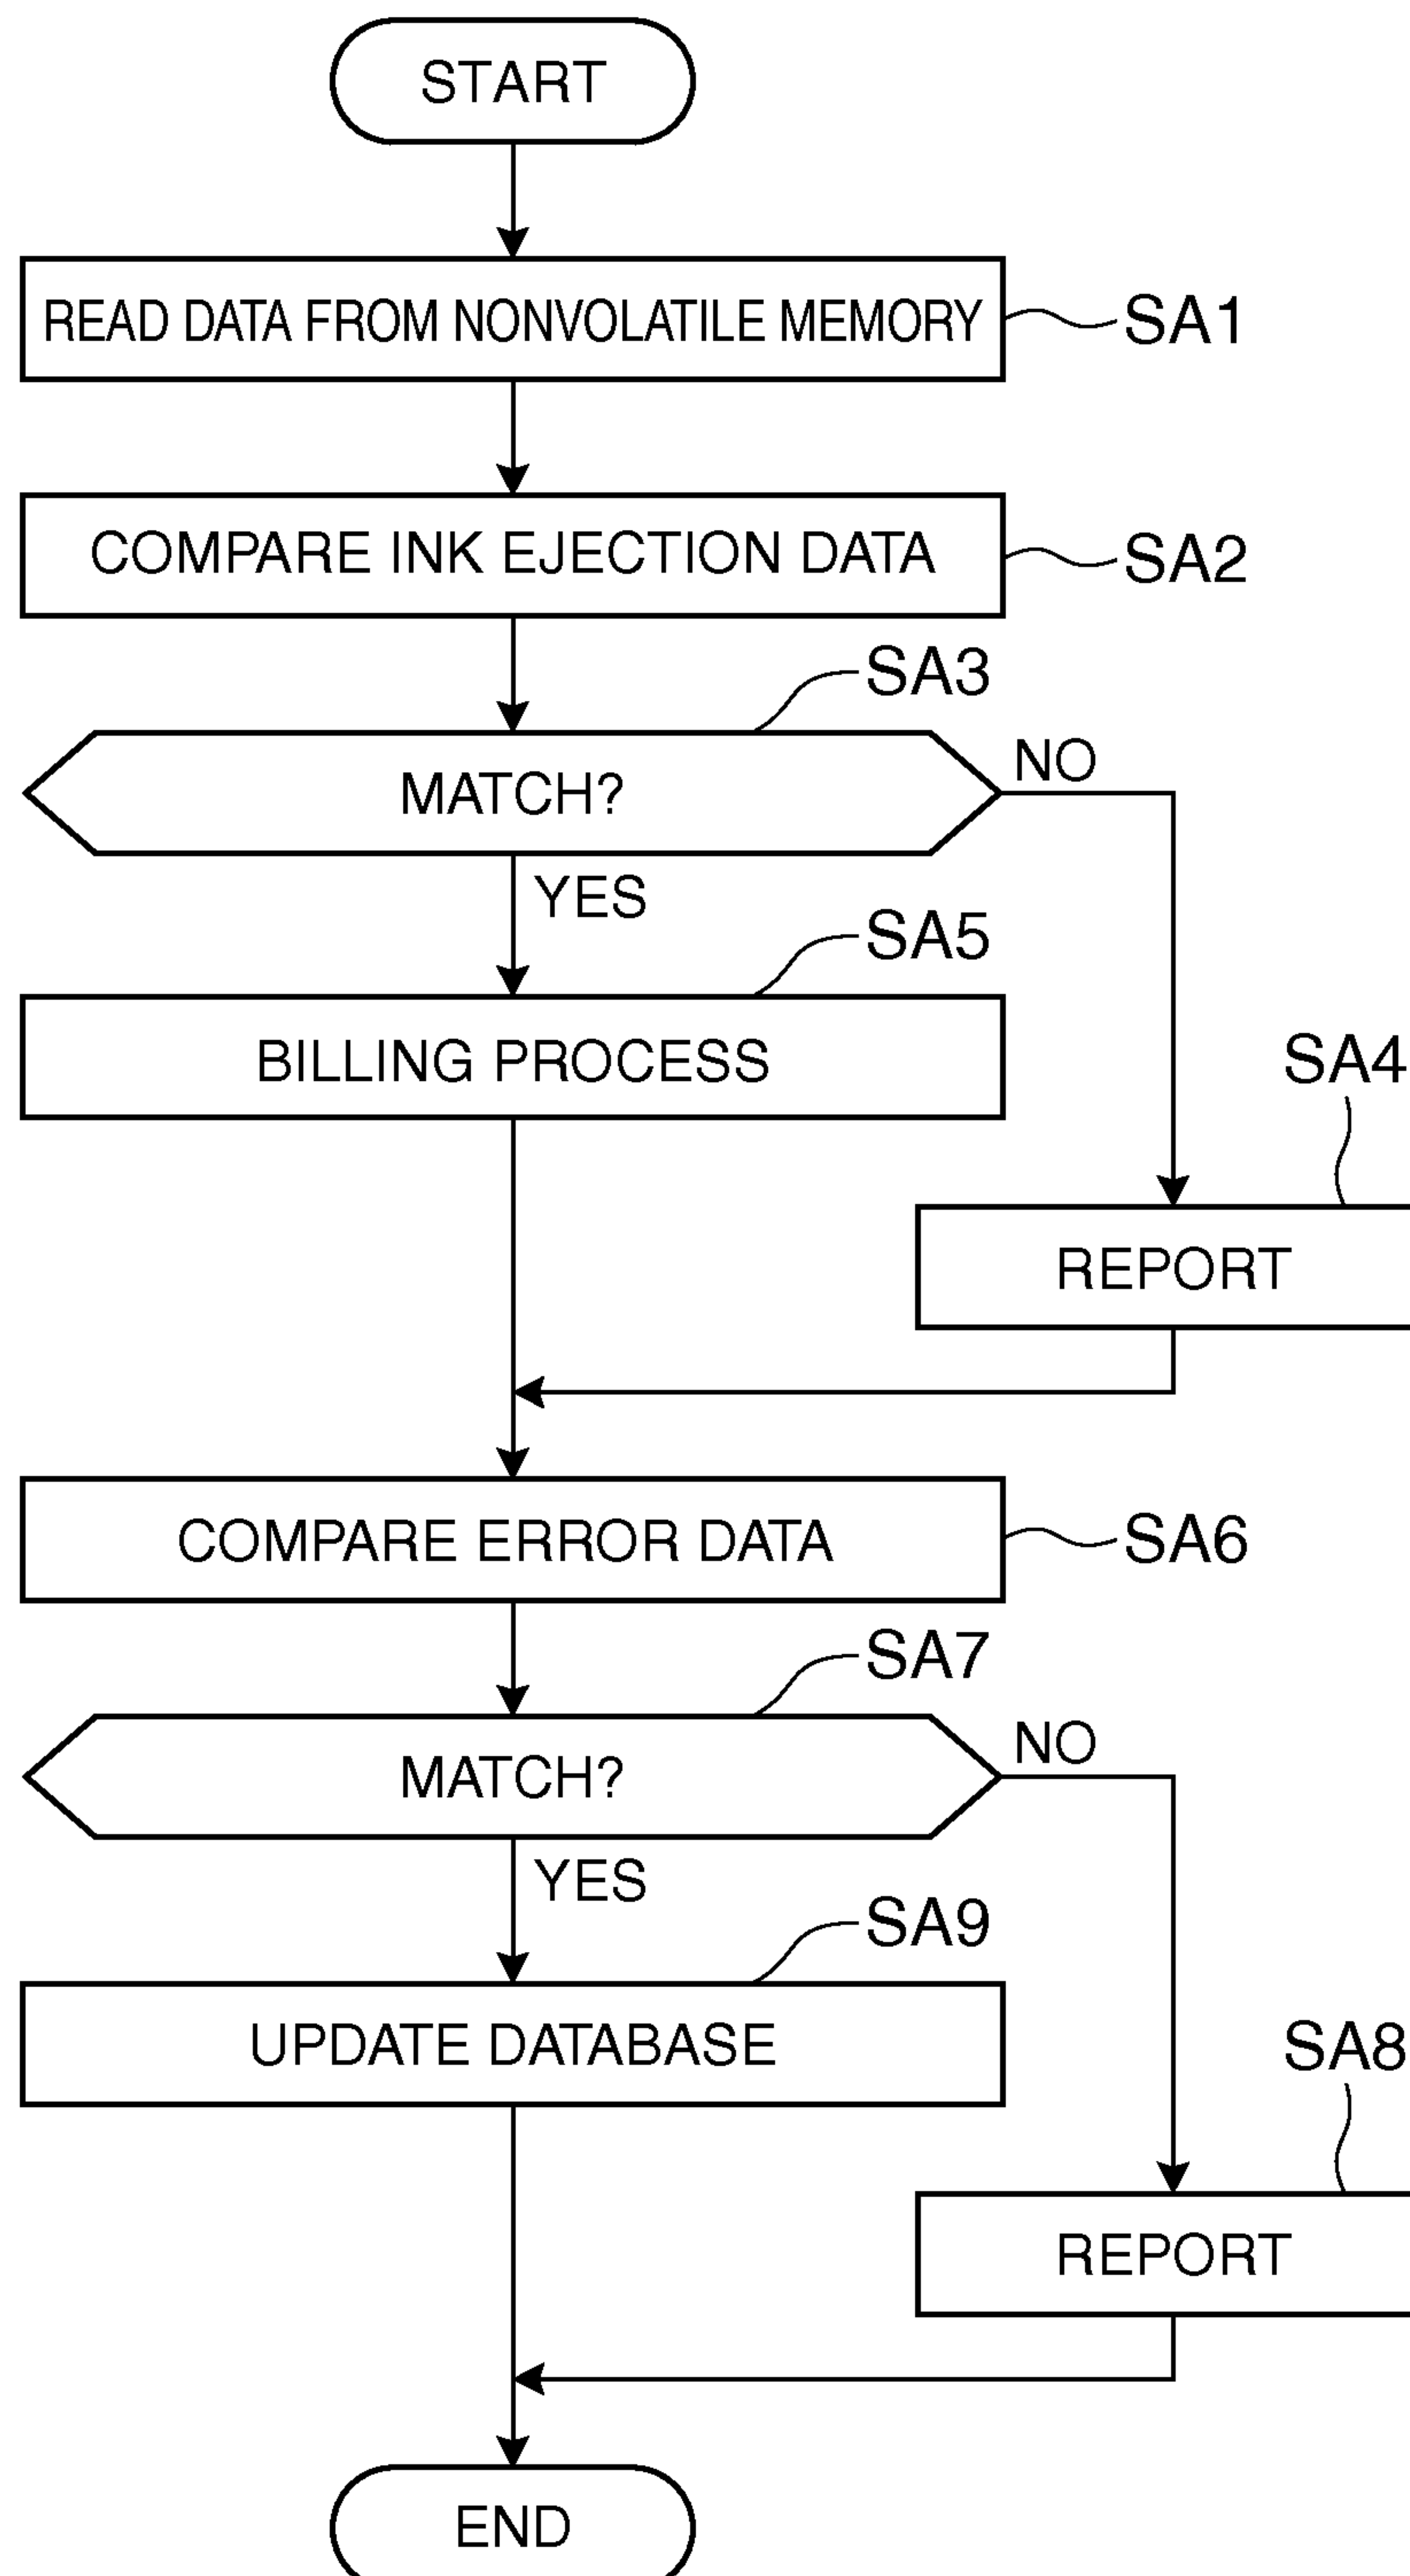 START
READ DATA FROM NONVOLATILE MEMORY
SA1
COMPARE INK EJECTION DATA
SA2
SA3
MATCH?
NO
YES
SA5
BILLING PROCESS
SA4
REPORT
COMPARE ERROR DATA
SA6
SA7
MATCH?
NO
YES
SA9
UPDATE DATABASE
SA8
REPORT
END